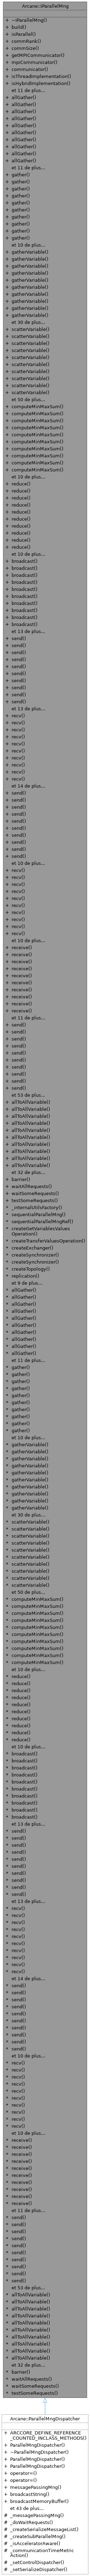 Arcane::IParallelMng
+ ~IParallelMng()
+ build()
+ isParallel()
+ commRank()
+ commSize()
+ getMPICommunicator()
+ mpiCommunicator()
+ communicator()
+ isThreadImplementation()
+ isHybridImplementation()
et 11 de plus...
+ allGather()
+ allGather()
+ allGather()
+ allGather()
+ allGather()
+ allGather()
+ allGather()
+ allGather()
+ allGather()
+ allGather()
et 11 de plus...
+ gather()
+ gather()
+ gather()
+ gather()
+ gather()
+ gather()
+ gather()
+ gather()
+ gather()
+ gather()
et 10 de plus...
+ gatherVariable()
+ gatherVariable()
+ gatherVariable()
+ gatherVariable()
+ gatherVariable()
+ gatherVariable()
+ gatherVariable()
+ gatherVariable()
+ gatherVariable()
+ gatherVariable()
et 30 de plus...
+ scatterVariable()
+ scatterVariable()
+ scatterVariable()
+ scatterVariable()
+ scatterVariable()
+ scatterVariable()
+ scatterVariable()
+ scatterVariable()
+ scatterVariable()
+ scatterVariable()
et 50 de plus...
+ computeMinMaxSum()
+ computeMinMaxSum()
+ computeMinMaxSum()
+ computeMinMaxSum()
+ computeMinMaxSum()
+ computeMinMaxSum()
+ computeMinMaxSum()
+ computeMinMaxSum()
+ computeMinMaxSum()
+ computeMinMaxSum()
et 10 de plus...
+ reduce()
+ reduce()
+ reduce()
+ reduce()
+ reduce()
+ reduce()
+ reduce()
+ reduce()
+ reduce()
+ reduce()
et 10 de plus...
+ broadcast()
+ broadcast()
+ broadcast()
+ broadcast()
+ broadcast()
+ broadcast()
+ broadcast()
+ broadcast()
+ broadcast()
+ broadcast()
et 13 de plus...
+ send()
+ send()
+ send()
+ send()
+ send()
+ send()
+ send()
+ send()
+ send()
+ send()
et 13 de plus...
+ recv()
+ recv()
+ recv()
+ recv()
+ recv()
+ recv()
+ recv()
+ recv()
+ recv()
+ recv()
et 14 de plus...
+ send()
+ send()
+ send()
+ send()
+ send()
+ send()
+ send()
+ send()
+ send()
+ send()
et 10 de plus...
+ recv()
+ recv()
+ recv()
+ recv()
+ recv()
+ recv()
+ recv()
+ recv()
+ recv()
+ recv()
et 10 de plus...
+ receive()
+ receive()
+ receive()
+ receive()
+ receive()
+ receive()
+ receive()
+ receive()
+ receive()
+ receive()
et 11 de plus...
+ send()
+ send()
+ send()
+ send()
+ send()
+ send()
+ send()
+ send()
+ send()
+ send()
et 53 de plus...
+ allToAllVariable()
+ allToAllVariable()
+ allToAllVariable()
+ allToAllVariable()
+ allToAllVariable()
+ allToAllVariable()
+ allToAllVariable()
+ allToAllVariable()
+ allToAllVariable()
+ allToAllVariable()
et 32 de plus...
+ barrier()
+ waitAllRequests()
+ waitSomeRequests()
+ testSomeRequests()
+ _internalUtilsFactory()
+ sequentialParallelMng()
+ sequentialParallelMngRef()
+ createGetVariablesValues
Operation()
+ createTransferValuesOperation()
+ createExchanger()
+ createSynchronizer()
+ createSynchronizer()
+ createTopology()
+ replication()
et 9 de plus...
+ allGather()
+ allGather()
+ allGather()
+ allGather()
+ allGather()
+ allGather()
+ allGather()
+ allGather()
+ allGather()
+ allGather()
et 11 de plus...
+ gather()
+ gather()
+ gather()
+ gather()
+ gather()
+ gather()
+ gather()
+ gather()
+ gather()
+ gather()
et 10 de plus...
+ gatherVariable()
+ gatherVariable()
+ gatherVariable()
+ gatherVariable()
+ gatherVariable()
+ gatherVariable()
+ gatherVariable()
+ gatherVariable()
+ gatherVariable()
+ gatherVariable()
et 30 de plus...
+ scatterVariable()
+ scatterVariable()
+ scatterVariable()
+ scatterVariable()
+ scatterVariable()
+ scatterVariable()
+ scatterVariable()
+ scatterVariable()
+ scatterVariable()
+ scatterVariable()
et 50 de plus...
+ computeMinMaxSum()
+ computeMinMaxSum()
+ computeMinMaxSum()
+ computeMinMaxSum()
+ computeMinMaxSum()
+ computeMinMaxSum()
+ computeMinMaxSum()
+ computeMinMaxSum()
+ computeMinMaxSum()
+ computeMinMaxSum()
et 10 de plus...
+ reduce()
+ reduce()
+ reduce()
+ reduce()
+ reduce()
+ reduce()
+ reduce()
+ reduce()
+ reduce()
+ reduce()
et 10 de plus...
+ broadcast()
+ broadcast()
+ broadcast()
+ broadcast()
+ broadcast()
+ broadcast()
+ broadcast()
+ broadcast()
+ broadcast()
+ broadcast()
et 13 de plus...
+ send()
+ send()
+ send()
+ send()
+ send()
+ send()
+ send()
+ send()
+ send()
+ send()
et 13 de plus...
+ recv()
+ recv()
+ recv()
+ recv()
+ recv()
+ recv()
+ recv()
+ recv()
+ recv()
+ recv()
et 14 de plus...
+ send()
+ send()
+ send()
+ send()
+ send()
+ send()
+ send()
+ send()
+ send()
+ send()
et 10 de plus...
+ recv()
+ recv()
+ recv()
+ recv()
+ recv()
+ recv()
+ recv()
+ recv()
+ recv()
+ recv()
et 10 de plus...
+ receive()
+ receive()
+ receive()
+ receive()
+ receive()
+ receive()
+ receive()
+ receive()
+ receive()
+ receive()
et 11 de plus...
+ send()
+ send()
+ send()
+ send()
+ send()
+ send()
+ send()
+ send()
+ send()
+ send()
et 53 de plus...
+ allToAllVariable()
+ allToAllVariable()
+ allToAllVariable()
+ allToAllVariable()
+ allToAllVariable()
+ allToAllVariable()
+ allToAllVariable()
+ allToAllVariable()
+ allToAllVariable()
+ allToAllVariable()
et 32 de plus...
+ barrier()
+ waitAllRequests()
+ waitSomeRequests()
+ testSomeRequests()
Arcane::ParallelMngDispatcher
+ ARCCORE_DEFINE_REFERENCE
_COUNTED_INCLASS_METHODS()
+ ParallelMngDispatcher()
+ ~ParallelMngDispatcher()
+ ParallelMngDispatcher()
+ ParallelMngDispatcher()
+ operator=()
+ operator=()
+ messagePassingMng()
+ broadcastString()
+ broadcastMemoryBuffer()
et 43 de plus...
# _messagePassingMng()
# _doWaitRequests()
# _createSerializeMessageList()
# _createSubParallelMng()
# _isAcceleratorAware()
# _communicationTimeMetric
Action()
# _setControlDispatcher()
# _setSerializeDispatcher()